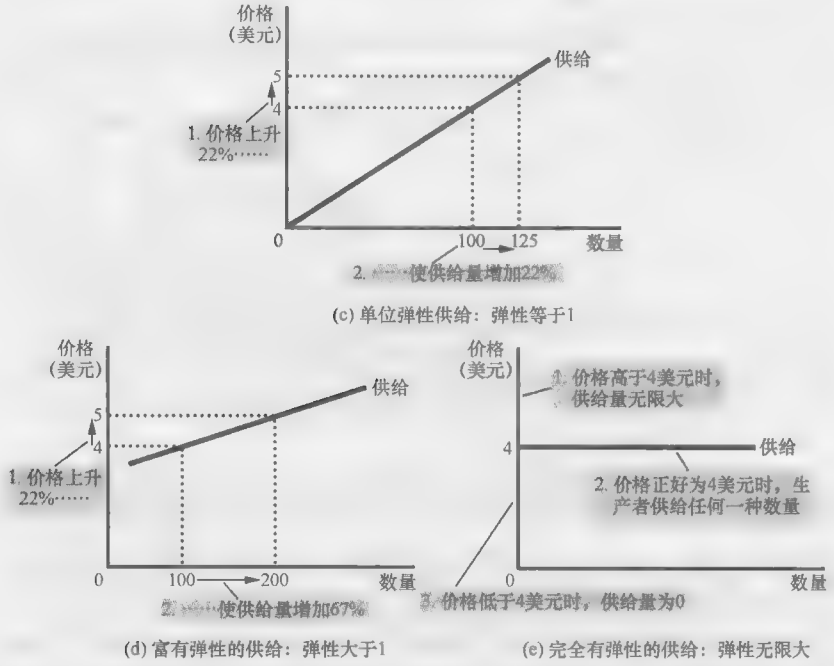 价格
(美元)
供给
5
4
1. 价格上升
22%……
0
100
125
数量
2. ……使供给量增加22%
(c) 单位弹性供给：弹性等于1
价格
(美元)
供给
5
4
1. 价格上升
22%……
0
100
200
数量
2. ……使供给量增加67%
(d) 富有弹性的供给：弹性大于1
价格
(美元)
1. 价格高于4美元时，
供给量无限大
4
供给
2. 价格正好为4美元时，生
产者供给任何一种数量
0
数量
3. 价格低于4美元时，供给量为0
(e) 完全有弹性的供给：弹性无限大